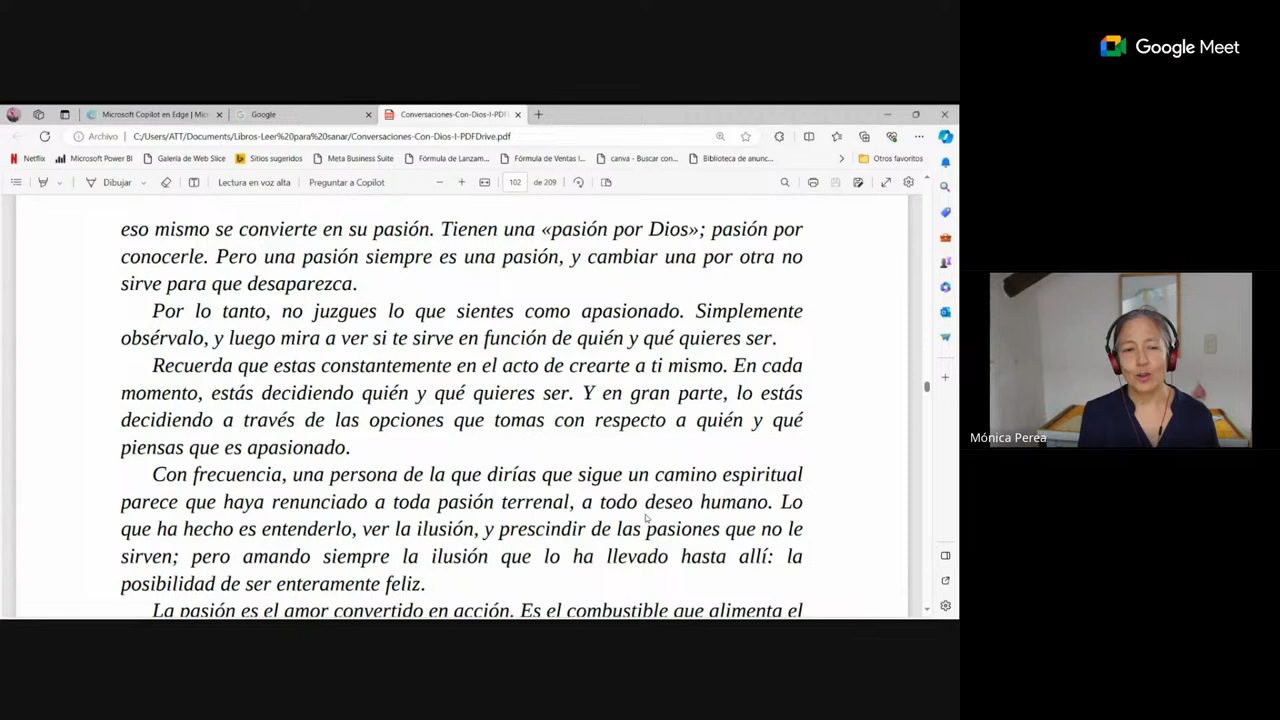 Google Meet
Microsoft Copilot en Edge | Mic
Google
Conversaciones-Con-Dios-I-PDF
Archivo
C:/Users/ATT/Documents/Libros-Leer%20para%20sanar/Conversaciones-Con-Dios-I-PDFDrive.pdf
Netflix
Microsoft Power BI
Galería de Web Slice
Sitios sugeridos
Meta Business Suite
Fórmula de Lanzam...
Fórmula de Ventas I...
canva - Buscar con...
Biblioteca de anunc...
Otros favoritos
Dibujar
Lectura en voz alta
Preguntar a Copilot
102
de 209
eso mismo se convierte en su pasión. Tienen una «pasión por Dios»; pasión por
conocerle. Pero una pasión siempre es una pasión, y cambiar una por otra no
sirve para que desaparezca.
Por lo tanto, no juzgues lo que sientes como apasionado. Simplemente
obsérvalo, y luego mira a ver si te sirve en función de quién y qué quieres ser.
Recuerda que estas constantemente en el acto de crearte a ti mismo. En cada
momento, estás decidiendo quién y qué quieres ser. Y en gran parte, lo estás
decidiendo a través de las opciones que tomas con respecto a quién y qué
piensas que es apasionado.
Con frecuencia, una persona de la que dirías que sigue un camino espiritual
parece que haya renunciado a toda pasión terrenal, a todo deseo humano. Lo
que ha hecho es entenderlo, ver la ilusión, y prescindir de las pasiones que no le
sirven; pero amando siempre la ilusión que lo ha llevado hasta allí: la
posibilidad de ser enteramente feliz.
La pasión es el amor convertido en acción. Es el combustible que alimenta el
Mónica Perea